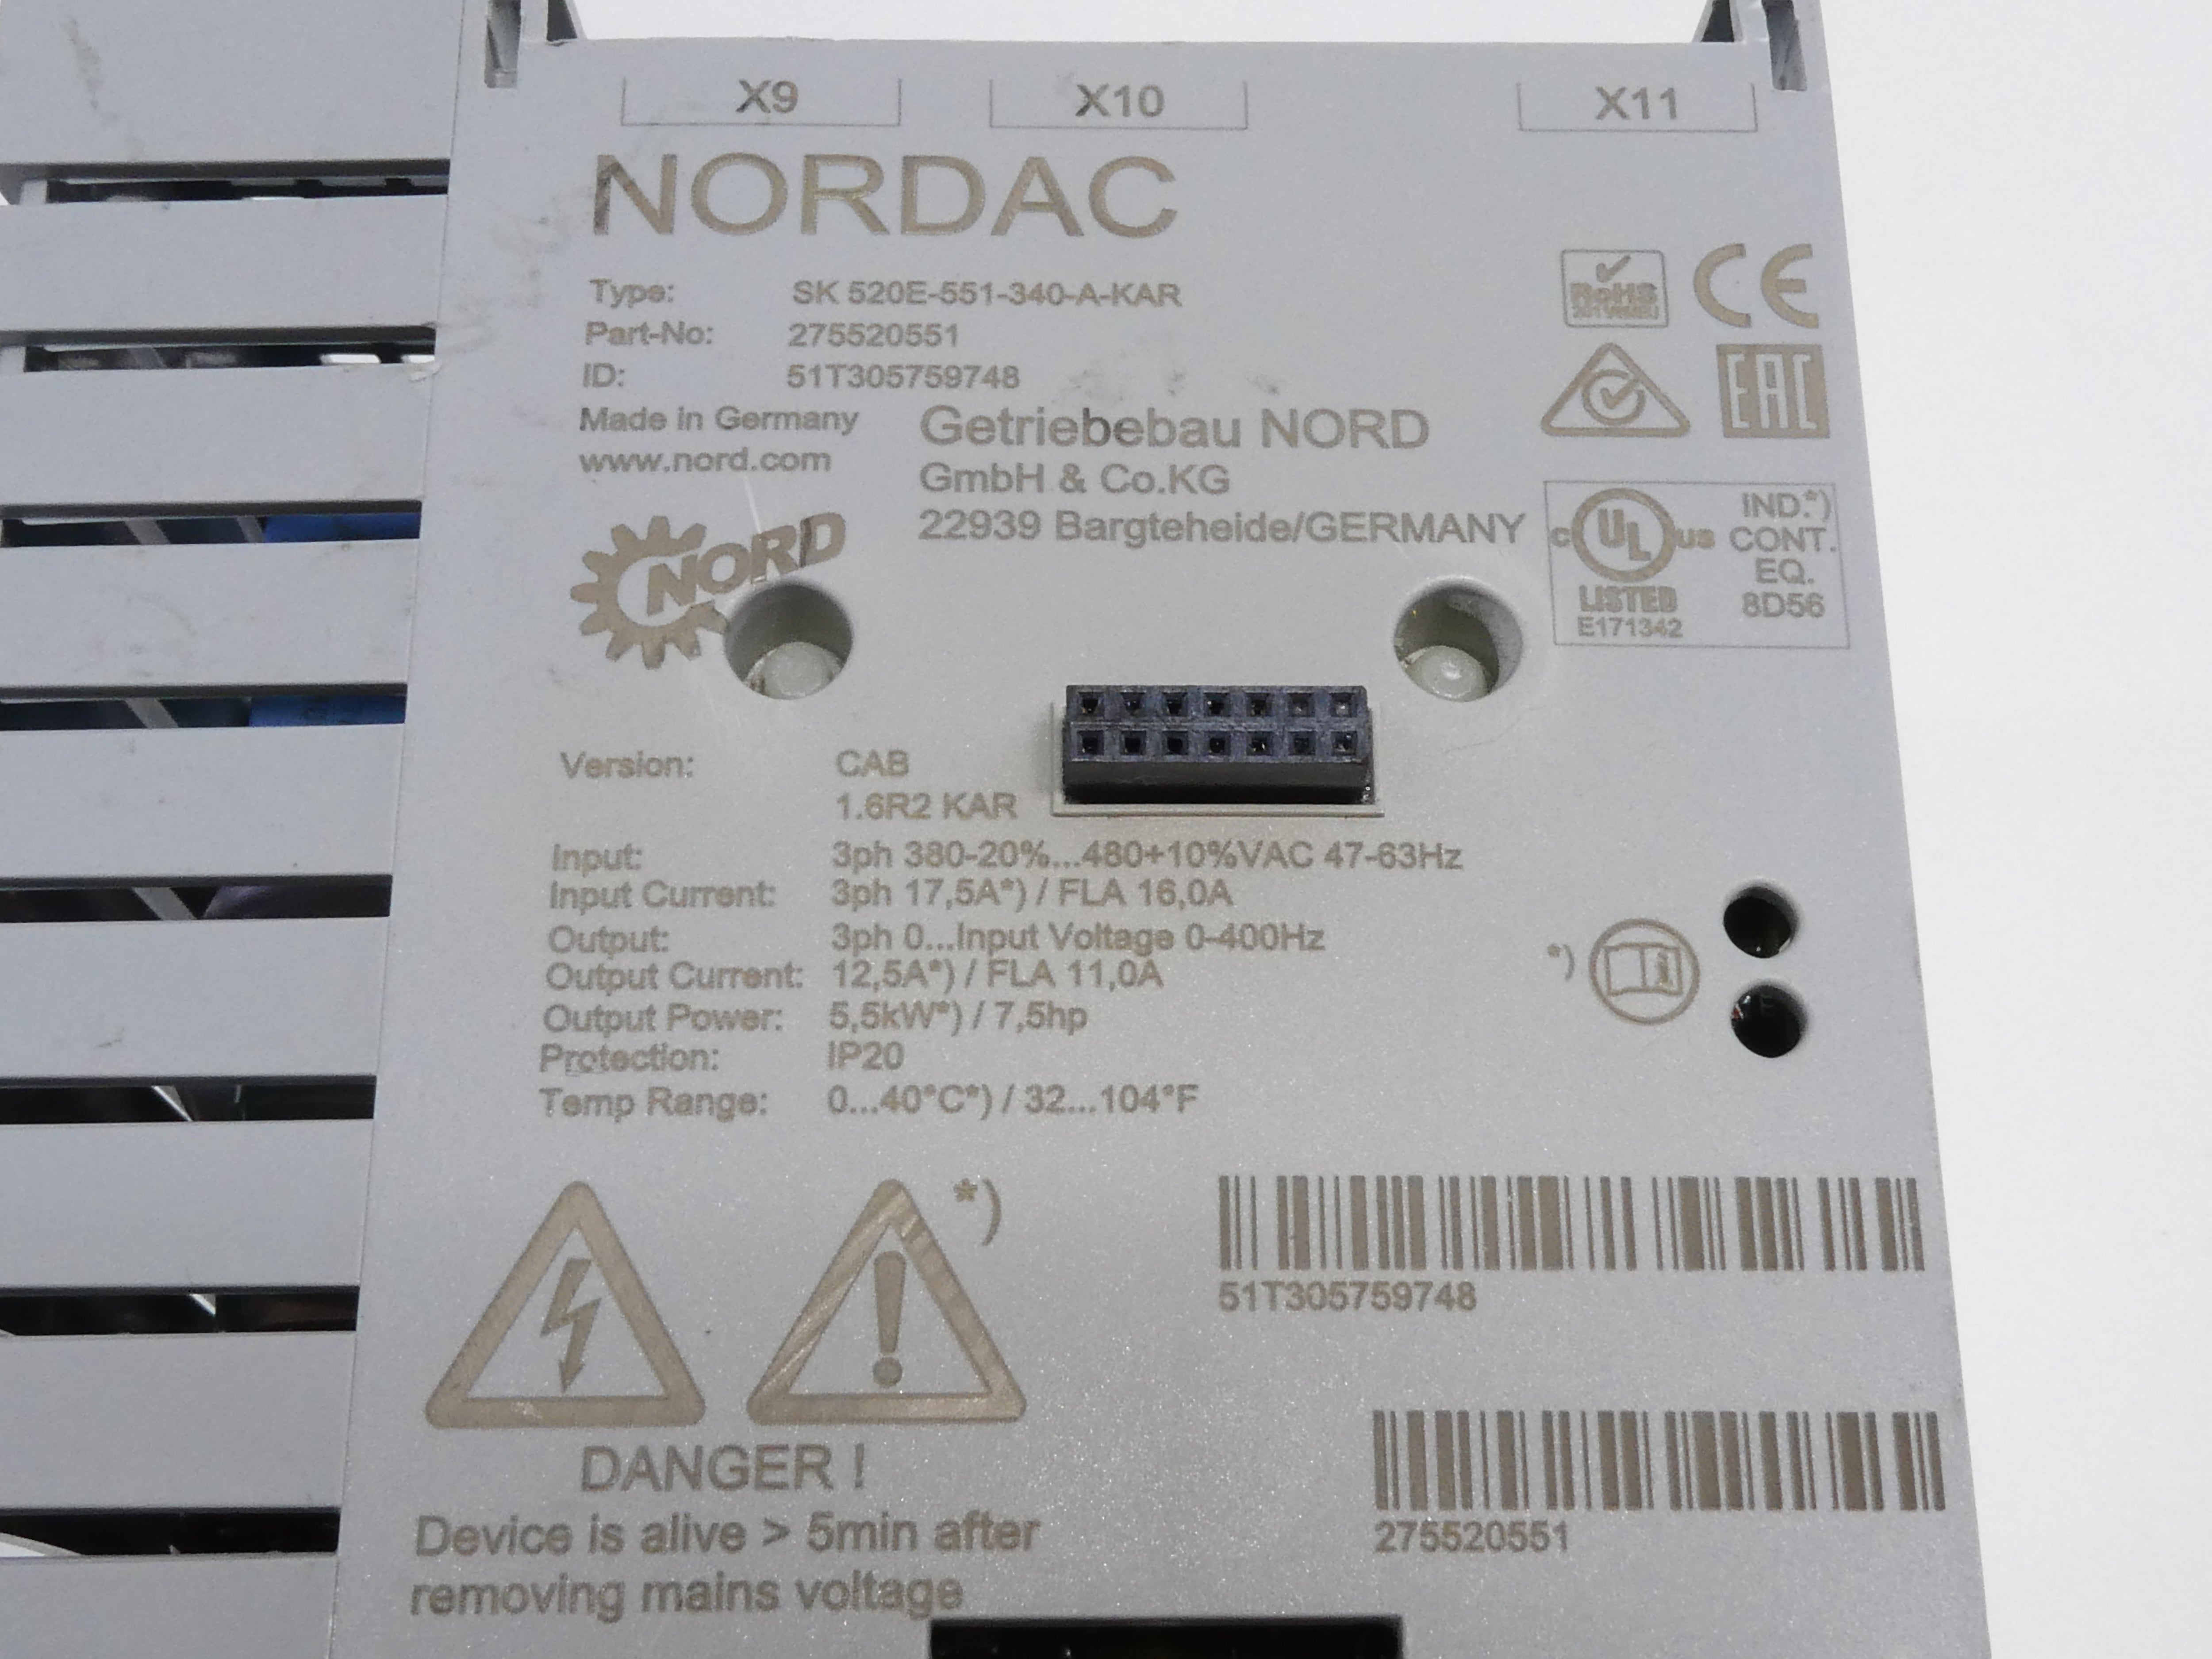 X9 X10 X11
NORDAC
Type: SK 520E-551-340-A-KAR
Part-No: 275520551
ID: 51T305759748
Made in Germany
www.nord.com
Getriebebau NORD
GmbH & Co.KG
22939 Bargteheide/GERMANY
NORD
RoHS
CE
EAC
C UL US
LISTED
E171342
IND.*)
CONT.
EQ.
8D56
Version: CAB
1.6R2 KAR
Input: 3ph 380-20%...480+10%VAC 47-63Hz
Input Current: 3ph 17,5A*) / FLA 16,0A
Output: 3ph 0...Input Voltage 0-400Hz
Output Current: 12,5A*) / FLA 11,0A
Output Power: 5,5kW*) / 7,5hp
Protection: IP20
Temp Range: 0...40°C*) / 32...104°F
*) i
*)
51T305759748
DANGER !
Device is alive > 5min after
removing mains voltage
275520551